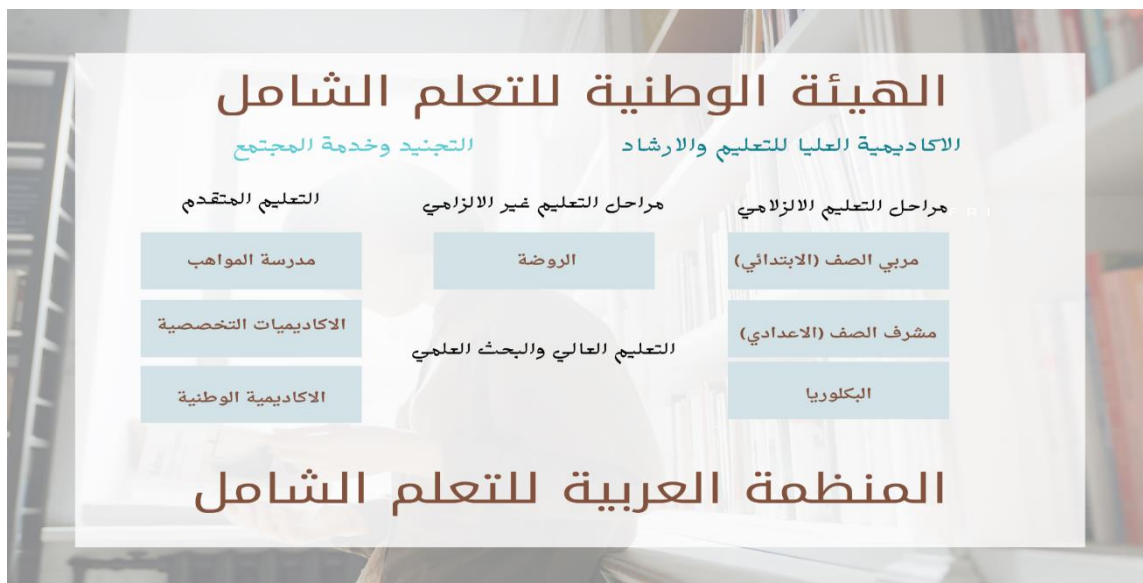 الهيئة الوطنية للتعلم الشامل
الاكاديمية العليا للتعليم والارشاد
التجنيد وخدمة المجتمع
مراحل التعليم الالزلامي
مراحل التعليم غير الالزامي
التعليم المتقدم
مربي الصف (الابتدائي)
الروضة
مدرسة المواهب
مشرف الصف (الاعدادي)
الاكاديميات التخصصية
التعليم العالي والبحث العلمي
البكلوريا
الاكاديمية الوطنية
المنظمة العربية للتعلم الشامل